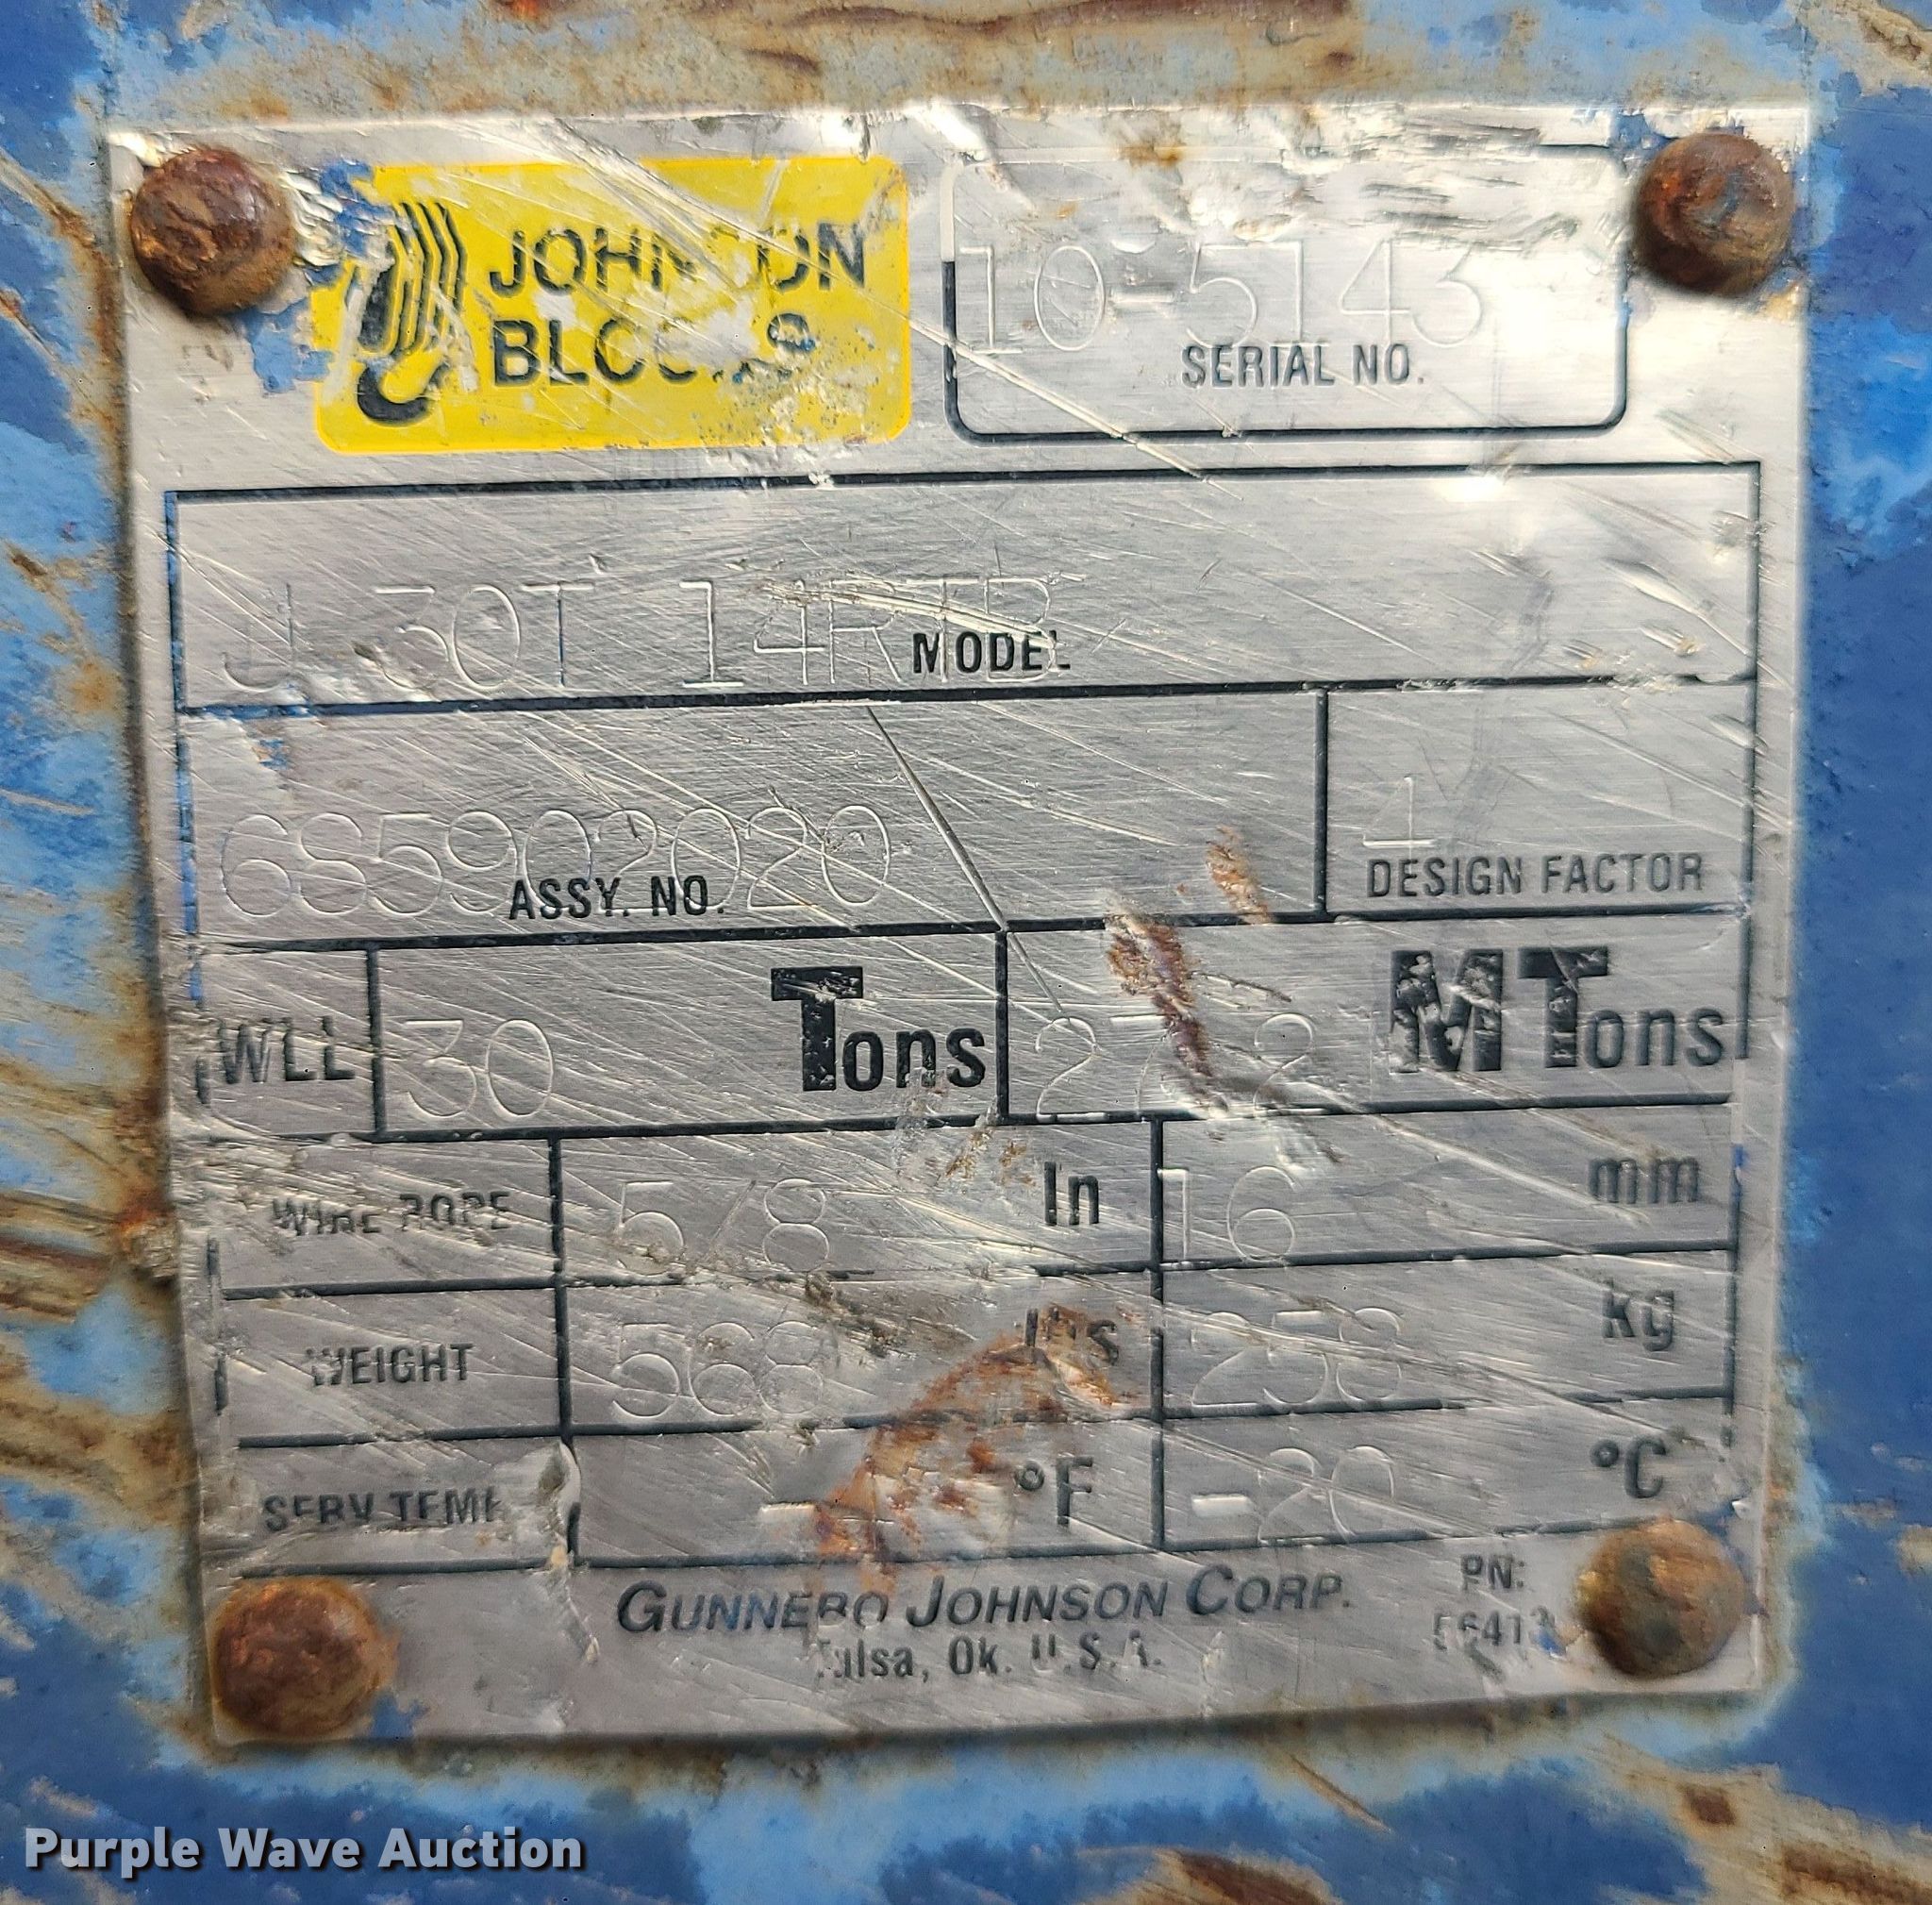 JOHNSON
BLOCKS
10-5143
SERIAL NO.
J 30T 14RTB
MODEL
6S5902020
ASSY. NO.
4
DESIGN FACTOR
WLL 30 Tons 27.2 MTons
WIRE ROPE 5/8 In 16 mm
WEIGHT 568 lbs 258 kg
SERV TEMP - °F -20 °C
GUNNEBO JOHNSON CORP.
Tulsa, Ok. U.S.A.
PN:
Purple Wave Auction